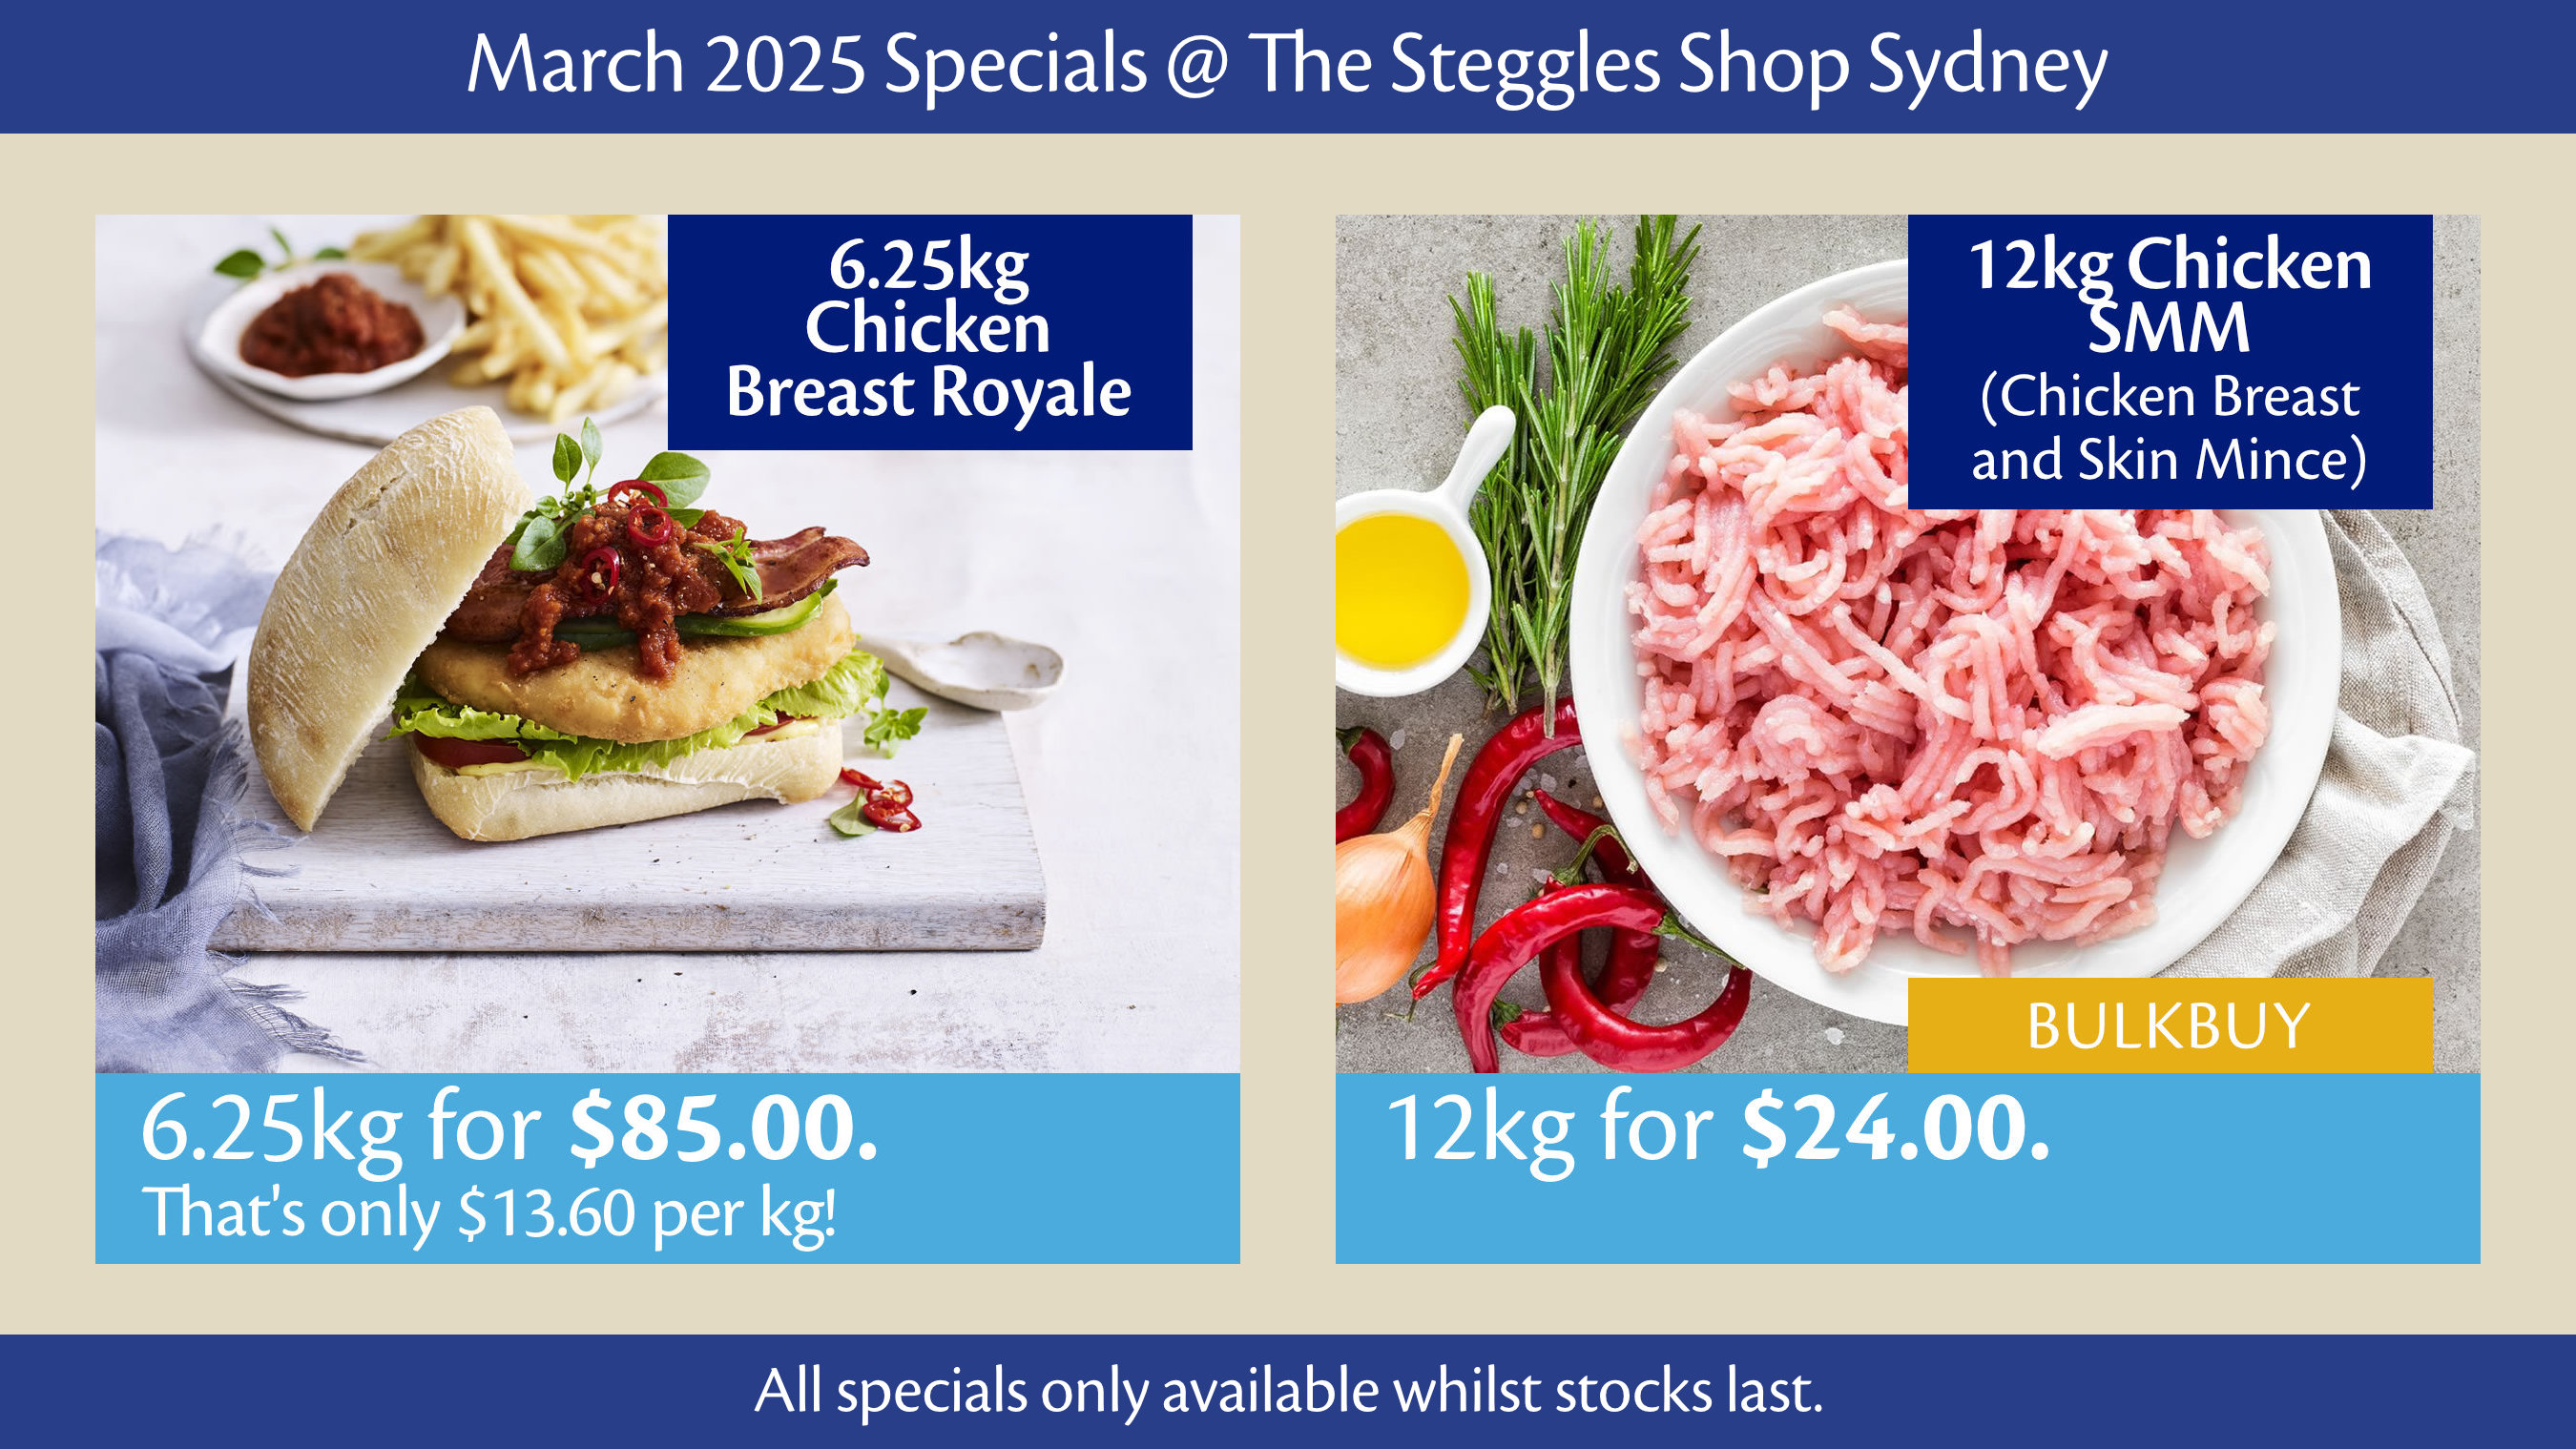 March 2025 Specials @ The Steggles Shop Sydney
6.25kg
Chicken
Breast Royale
6.25kg for $85.00.
That's only $13.60 per kg!
12kg Chicken
SMM
(Chicken Breast
and Skin Mince)
BULKBUY
12kg for $24.00.
All specials only available whilst stocks last.